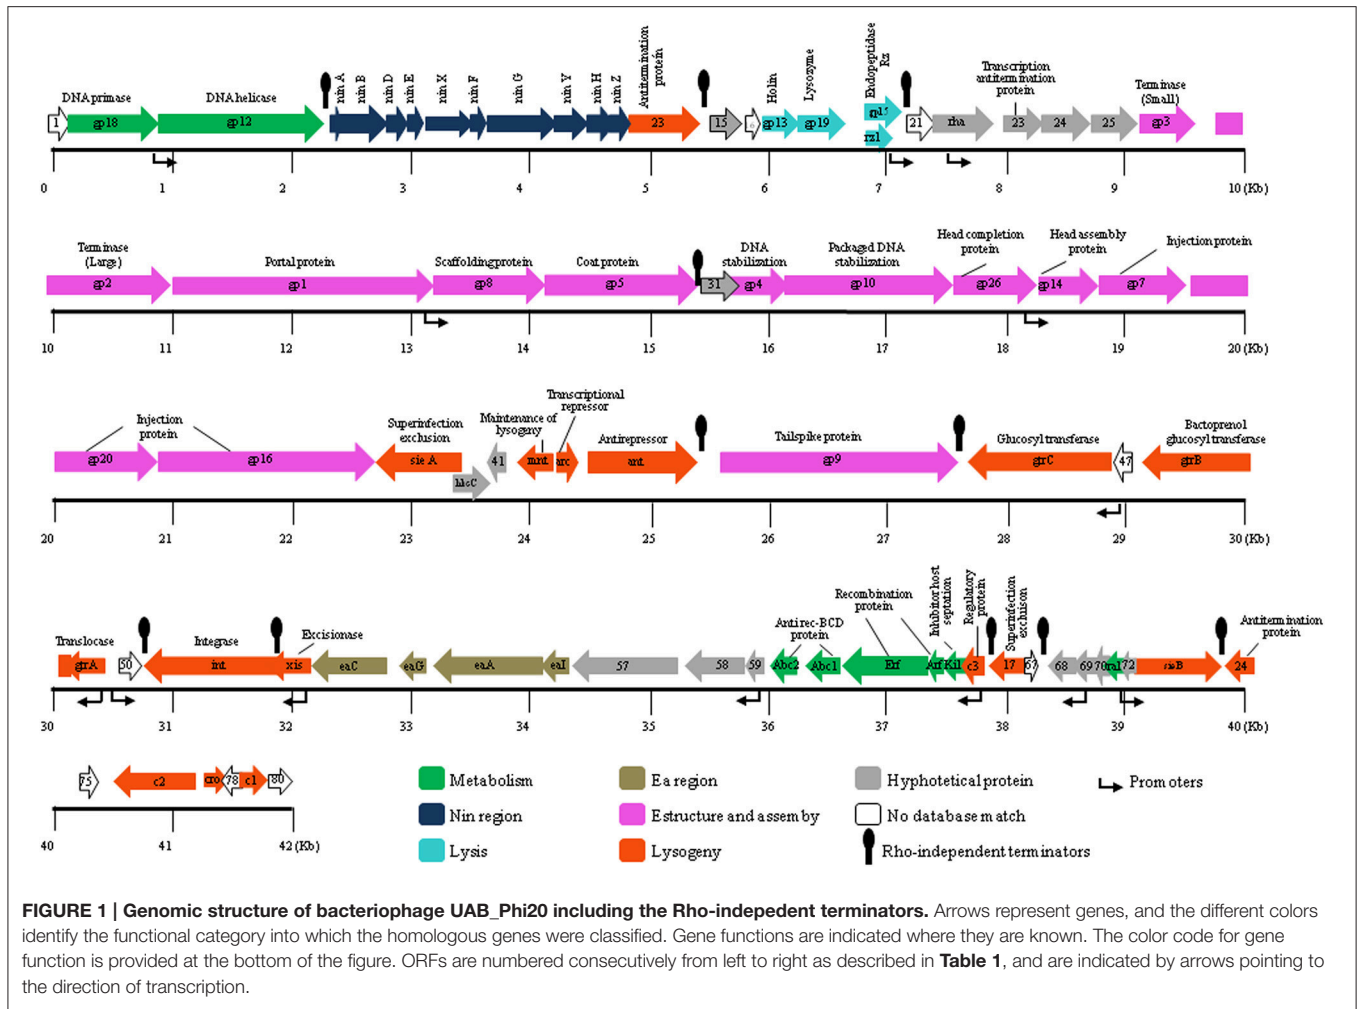 nin A
nin B
nin D
nin E
nin X
nin F
nin G
nin Y
nin H
nin Z
Antitermination
protein
Holin
Lysozyme
Endopeptidase
Rz
DNA primase
DNA helicase
Transcription
antitermination
protein
Terminase
(Small)
1
gp18
gp12
23
15
gp13
gp19
gp15
rz1
21
rha
23
24
25
gp3
0
1
2
3
4
5
6
7
8
9
10 (Kb)
Terminase
(Large)
Portal protein
Scaffolding protein
Coat protein
DNA
stabilization
Packaged DNA
stabilization
Head completion
protein
Head assembly
protein
Injection protein
gp2
gp1
gp8
gp5
31
gp4
gp10
gp26
gp14
gp7
10
11
12
13
14
15
16
17
18
19
20 (Kb)
Injection
protein
Superinfection
exclusion
Maintenance of
lysogeny
Transcriptional
repressor
Antirepressor
Tailspike protein
Glucosyl transferase
Bactoprenol
glucosyl transferase
gp20
gp16
sie A
hkcC
41
mnt
arc
ant
gp9
gtrC
47
gtrB
20
21
22
23
24
25
26
27
28
29
30 (Kb)
Translocase
Integrase
Excisionase
Anti rec-BCD
protein
Recombination
protein
Inhibitor host
septation
Regulatory
protein
Superinfection
exclusion
Antitermination
protein
gtrA
50
int
xis
eaC
eaG
eaA
eaI
57
58
59
Abc2
Abc1
Erf
Arf
Kil
c3
17
67
68
69
70
ral
72
sieB
24
30
31
32
33
34
35
36
37
38
39
40 (Kb)
75
c2
cro
78
c1
80
40
41
42 (Kb)
Metabolism
Nin region
Lysis
Ea region
Estructure and assemby
Lysogeny
Hyphotetical protein
No database match
Rho-independent terminators
Promoters
FIGURE 1 | Genomic structure of bacteriophage UAB_Phi20 including the Rho-indepedent terminators. Arrows represent genes, and the different colors
identify the functional category into which the homologous genes were classified. Gene functions are indicated where they are known. The color code for gene
function is provided at the bottom of the figure. ORFs are numbered consecutively from left to right as described in Table 1, and are indicated by arrows pointing to
the direction of transcription.